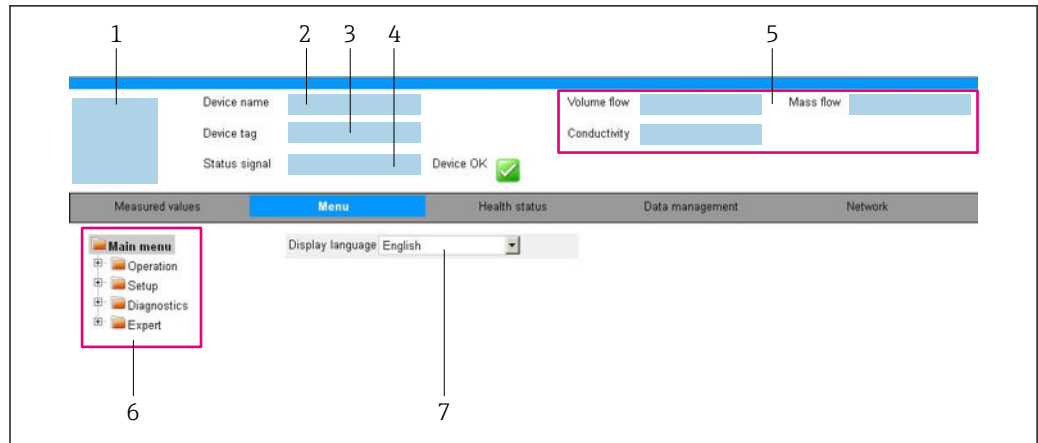 1 2 3 4 5
Device name Volume flow Mass flow
Device tag Conductivity
Status signal Device OK
Measured values Menu Health status Data management Network
Main menu Display language English
Operation
Setup
Diagnostics
Expert
6 7